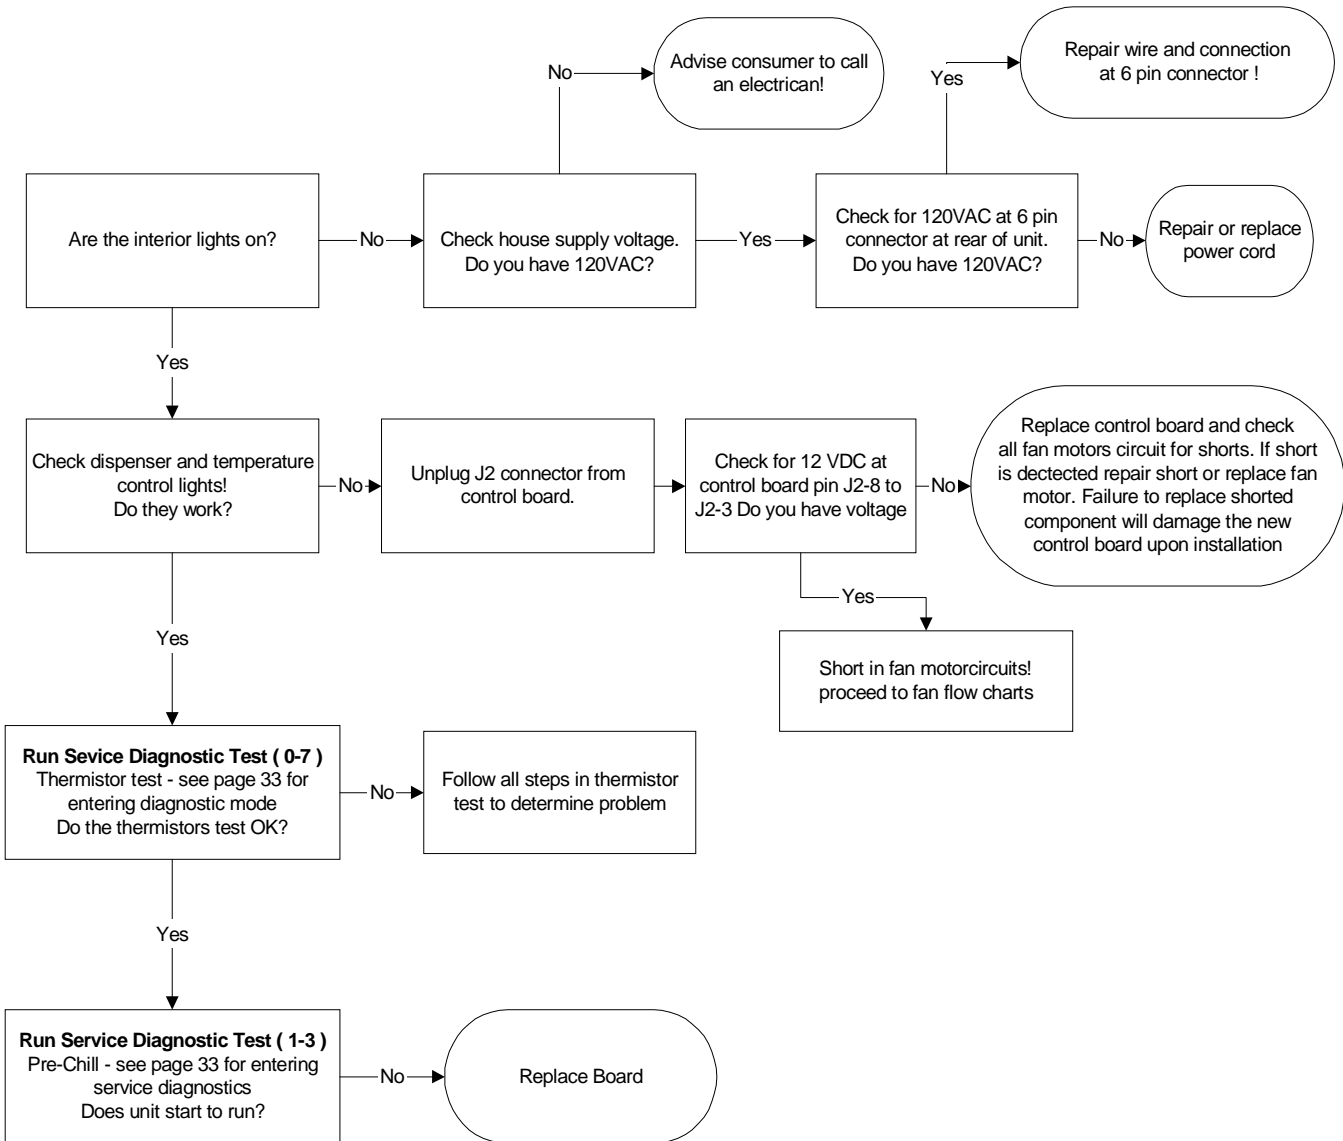 No
Advise consumer to call
an electrican!
Yes
Repair wire and connection
at 6 pin connector !
Are the interior lights on?
No
Check house supply voltage.
Do you have 120VAC?
Yes
Check for 120VAC at 6 pin
connector at rear of unit.
Do you have 120VAC?
No
Repair or replace
power cord
Yes
Check dispenser and temperature
control lights!
Do they work?
No
Unplug J2 connector from
control board.
Check for 12 VDC at
control board pin J2-8 to
J2-3 Do you have voltage
No
Replace control board and check
all fan motors circuit for shorts. If short
is dectected repair short or replace fan
motor. Failure to replace shorted
component will damage the new
control board upon installation
Yes
Short in fan motorcircuits!
proceed to fan flow charts
Yes
Run Sevice Diagnostic Test ( 0-7 )
Thermistor test - see page 33 for
entering diagnostic mode
Do the thermistors test OK?
No
Follow all steps in thermistor
test to determine problem
Yes
Run Service Diagnostic Test ( 1-3 )
Pre-Chill - see page 33 for entering
service diagnostics
Does unit start to run?
No
Replace Board